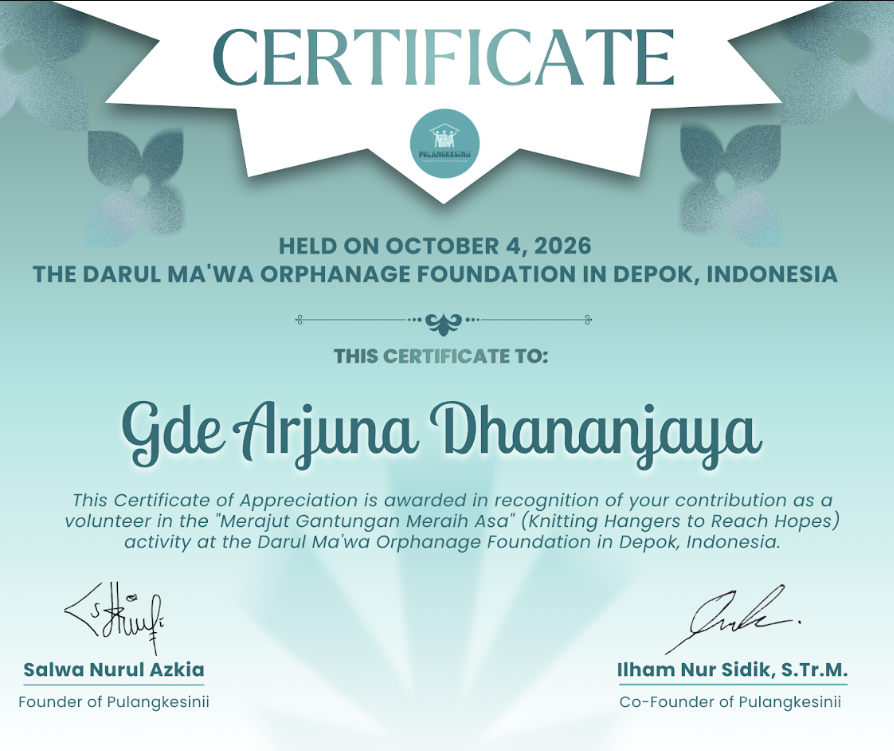 CERTIFICATE
PULANGKESINII
HELD ON OCTOBER 4, 2026
THE DARUL MA'WA ORPHANAGE FOUNDATION IN DEPOK, INDONESIA
THIS CERTIFICATE TO:
Gde Arjuna Dhananjaya
This Certificate of Appreciation is awarded in recognition of your contribution as a
volunteer in the "Merajut Gantungan Meraih Asa" (Knitting Hangers to Reach Hopes)
activity at the Darul Ma'wa Orphanage Foundation in Depok, Indonesia.
Salwa Nurul Azkia
Founder of Pulangkesinii
Ilham Nur Sidik, S.Tr.M.
Co-Founder of Pulangkesinii